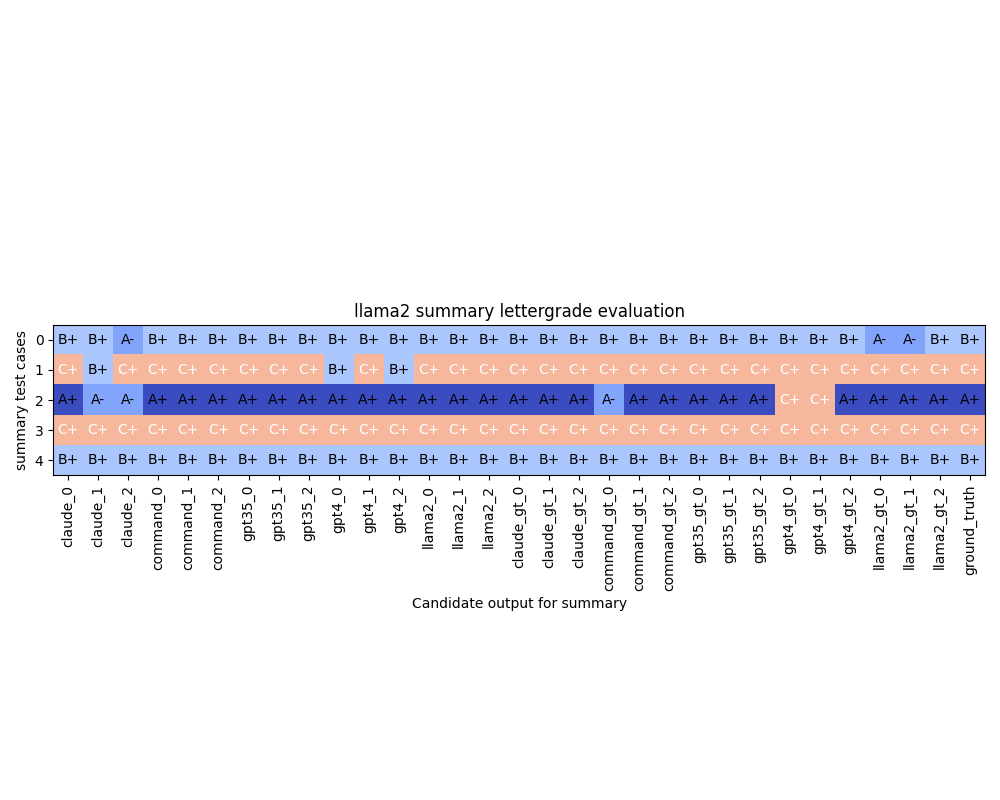 llama2 summary lettergrade evaluation
summary test cases
0 B+ B+ A- B+ B+ B+ B+ B+ B+ B+ B+ B+ B+ B+ B+ B+ B+ B+ B+ B+ B+ B+ B+ B+ B+ B+ B+ A- A- B+ B+
1 C+ B+ C+ C+ C+ C+ C+ C+ C+ B+ C+ B+ C+ C+ C+ C+ C+ C+ C+ C+ C+ C+ C+ C+ C+ C+ C+ C+ C+ C+ C+
2 A+ A- A- A+ A+ A+ A+ A+ A+ A+ A+ A+ A+ A+ A+ A+ A+ A+ A- A+ A+ A+ A+ A+ C+ C+ A+ A+ A+ A+ A+
3 C+ C+ C+ C+ C+ C+ C+ C+ C+ C+ C+ C+ C+ C+ C+ C+ C+ C+ C+ C+ C+ C+ C+ C+ C+ C+ C+ C+ C+ C+ C+
4 B+ B+ B+ B+ B+ B+ B+ B+ B+ B+ B+ B+ B+ B+ B+ B+ B+ B+ B+ B+ B+ B+ B+ B+ B+ B+ B+ B+ B+ B+ B+
claude_0
claude_1
claude_2
command_0
command_1
command_2
gpt35_0
gpt35_1
gpt35_2
gpt4_0
gpt4_1
gpt4_2
llama2_0
llama2_1
llama2_2
claude_gt_0
claude_gt_1
claude_gt_2
command_gt_0
command_gt_1
command_gt_2
gpt35_gt_0
gpt35_gt_1
gpt35_gt_2
gpt4_gt_0
gpt4_gt_1
gpt4_gt_2
llama2_gt_0
llama2_gt_1
llama2_gt_2
ground_truth
Candidate output for summary